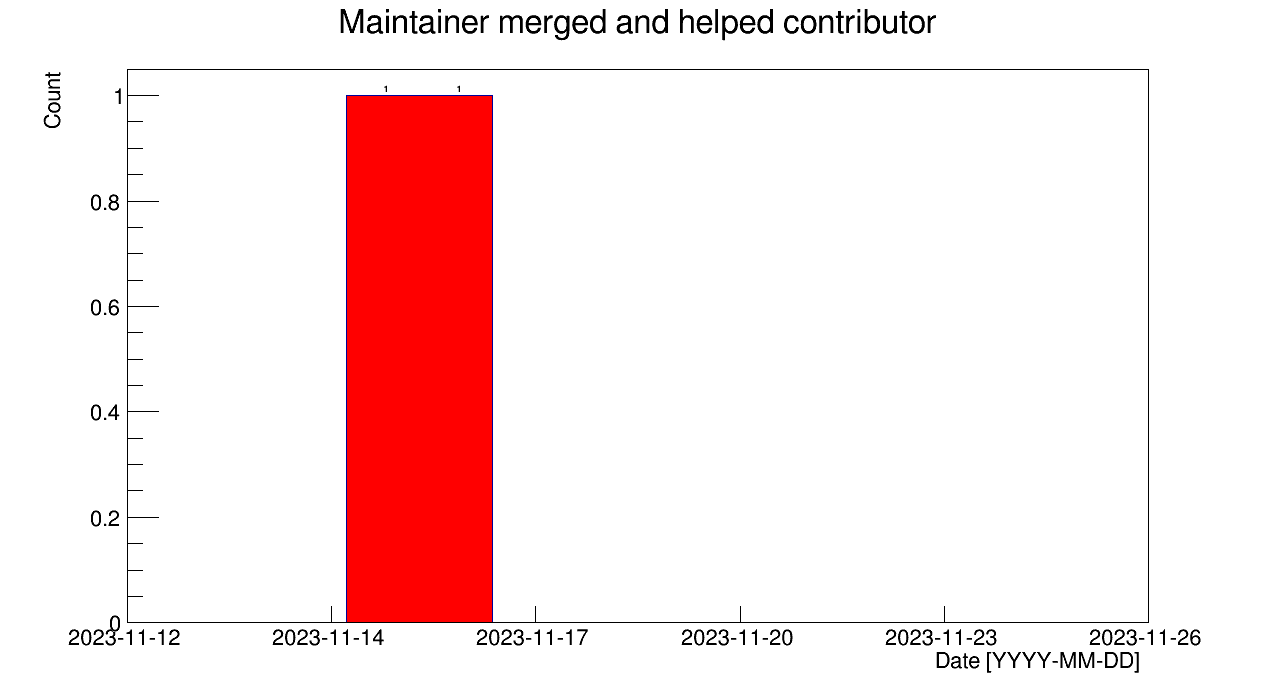 Maintainer merged and helped contributor
Count
1 1
1
0.8
0.6
0.4
0.2
0
2023-11-12 2023-11-14 2023-11-17 2023-11-20 2023-11-23 2023-11-26
Date [YYYY-MM-DD]